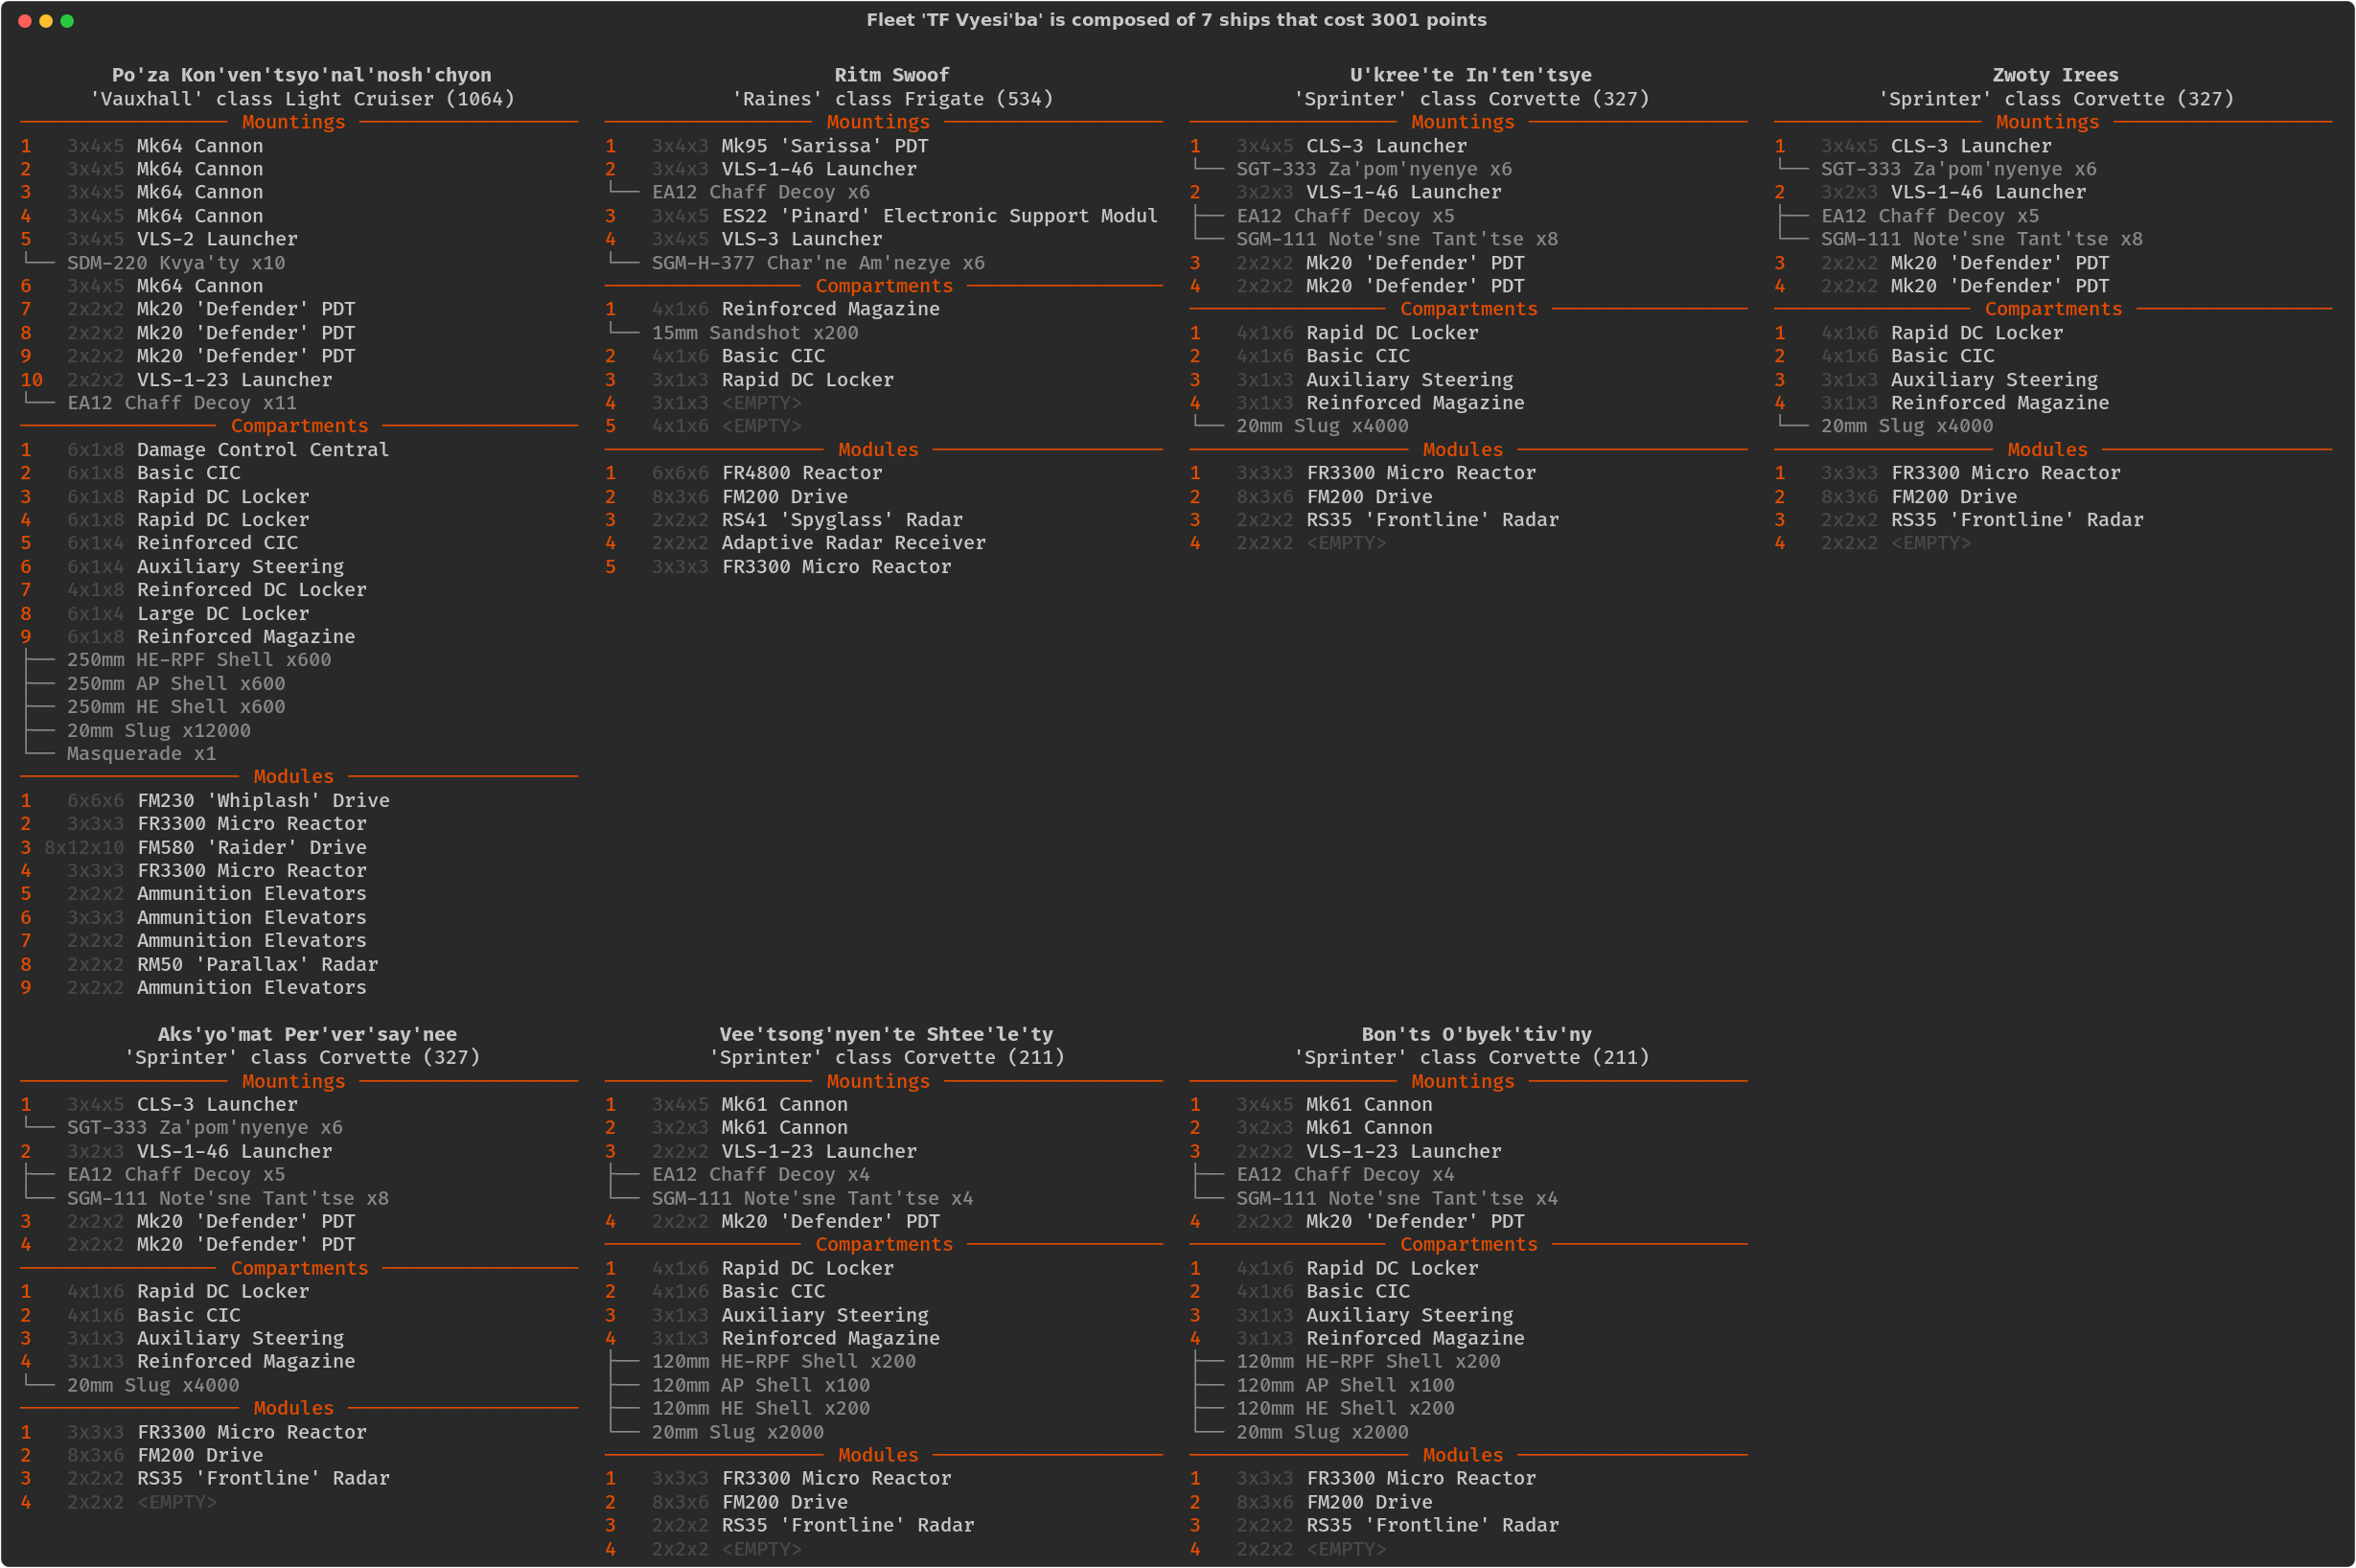 Fleet 'TF Vyesi'ba' is composed of 7 ships that cost 3001 points
Po'za Kon'ven'tsyo'nal'nosh'chyon
'Vauxhall' class Light Cruiser (1064)
Mountings
1 3x4x5 Mk64 Cannon
2 3x4x5 Mk64 Cannon
3 3x4x5 Mk64 Cannon
4 3x4x5 Mk64 Cannon
5 3x4x5 VLS-2 Launcher
└── SDM-220 Kvya'ty x10
6 3x4x5 Mk64 Cannon
7 2x2x2 Mk20 'Defender' PDT
8 2x2x2 Mk20 'Defender' PDT
9 2x2x2 Mk20 'Defender' PDT
10 2x2x2 VLS-1-23 Launcher
└── EA12 Chaff Decoy x11
Compartments
1 6x1x8 Damage Control Central
2 6x1x8 Basic CIC
3 6x1x8 Rapid DC Locker
4 6x1x8 Rapid DC Locker
5 6x1x4 Reinforced CIC
6 6x1x4 Auxiliary Steering
7 4x1x8 Reinforced DC Locker
8 6x1x4 Large DC Locker
9 6x1x8 Reinforced Magazine
├── 250mm HE-RPF Shell x600
├── 250mm AP Shell x600
├── 250mm HE Shell x600
├── 20mm Slug x12000
└── Masquerade x1
Modules
1 6x6x6 FM230 'Whiplash' Drive
2 3x3x3 FR3300 Micro Reactor
3 8x12x10 FM580 'Raider' Drive
4 3x3x3 FR3300 Micro Reactor
5 2x2x2 Ammunition Elevators
6 3x3x3 Ammunition Elevators
7 2x2x2 Ammunition Elevators
8 2x2x2 RM50 'Parallax' Radar
9 2x2x2 Ammunition Elevators
Ritm Swoof
'Raines' class Frigate (534)
Mountings
1 3x4x3 Mk95 'Sarissa' PDT
2 3x4x3 VLS-1-46 Launcher
└── EA12 Chaff Decoy x6
3 3x4x5 ES22 'Pinard' Electronic Support Modul
4 3x4x5 VLS-3 Launcher
└── SGM-H-377 Char'ne Am'nezye x6
Compartments
1 4x1x6 Reinforced Magazine
└── 15mm Sandshot x200
2 4x1x6 Basic CIC
3 3x1x3 Rapid DC Locker
4 3x1x3 <EMPTY>
5 4x1x6 <EMPTY>
Modules
1 6x6x6 FR4800 Reactor
2 8x3x6 FM200 Drive
3 2x2x2 RS41 'Spyglass' Radar
4 2x2x2 Adaptive Radar Receiver
5 3x3x3 FR3300 Micro Reactor
U'kree'te In'ten'tsye
'Sprinter' class Corvette (327)
Mountings
1 3x4x5 CLS-3 Launcher
└── SGT-333 Za'pom'nyenye x6
2 3x2x3 VLS-1-46 Launcher
├── EA12 Chaff Decoy x5
└── SGM-111 Note'sne Tant'tse x8
3 2x2x2 Mk20 'Defender' PDT
4 2x2x2 Mk20 'Defender' PDT
Compartments
1 4x1x6 Rapid DC Locker
2 4x1x6 Basic CIC
3 3x1x3 Auxiliary Steering
4 3x1x3 Reinforced Magazine
└── 20mm Slug x4000
Modules
1 3x3x3 FR3300 Micro Reactor
2 8x3x6 FM200 Drive
3 2x2x2 RS35 'Frontline' Radar
4 2x2x2 <EMPTY>
Zwoty Irees
'Sprinter' class Corvette (327)
Mountings
1 3x4x5 CLS-3 Launcher
└── SGT-333 Za'pom'nyenye x6
2 3x2x3 VLS-1-46 Launcher
├── EA12 Chaff Decoy x5
└── SGM-111 Note'sne Tant'tse x8
3 2x2x2 Mk20 'Defender' PDT
4 2x2x2 Mk20 'Defender' PDT
Compartments
1 4x1x6 Rapid DC Locker
2 4x1x6 Basic CIC
3 3x1x3 Auxiliary Steering
4 3x1x3 Reinforced Magazine
└── 20mm Slug x4000
Modules
1 3x3x3 FR3300 Micro Reactor
2 8x3x6 FM200 Drive
3 2x2x2 RS35 'Frontline' Radar
4 2x2x2 <EMPTY>
Aks'yo'mat Per'ver'say'nee
'Sprinter' class Corvette (327)
Mountings
1 3x4x5 CLS-3 Launcher
└── SGT-333 Za'pom'nyenye x6
2 3x2x3 VLS-1-46 Launcher
├── EA12 Chaff Decoy x5
└── SGM-111 Note'sne Tant'tse x8
3 2x2x2 Mk20 'Defender' PDT
4 2x2x2 Mk20 'Defender' PDT
Compartments
1 4x1x6 Rapid DC Locker
2 4x1x6 Basic CIC
3 3x1x3 Auxiliary Steering
4 3x1x3 Reinforced Magazine
└── 20mm Slug x4000
Modules
1 3x3x3 FR3300 Micro Reactor
2 8x3x6 FM200 Drive
3 2x2x2 RS35 'Frontline' Radar
4 2x2x2 <EMPTY>
Vee'tsong'nyen'te Shtee'le'ty
'Sprinter' class Corvette (211)
Mountings
1 3x4x5 Mk61 Cannon
2 3x2x3 Mk61 Cannon
3 2x2x2 VLS-1-23 Launcher
├── EA12 Chaff Decoy x4
└── SGM-111 Note'sne Tant'tse x4
4 2x2x2 Mk20 'Defender' PDT
Compartments
1 4x1x6 Rapid DC Locker
2 4x1x6 Basic CIC
3 3x1x3 Auxiliary Steering
4 3x1x3 Reinforced Magazine
├── 120mm HE-RPF Shell x200
├── 120mm AP Shell x100
├── 120mm HE Shell x200
└── 20mm Slug x2000
Modules
1 3x3x3 FR3300 Micro Reactor
2 8x3x6 FM200 Drive
3 2x2x2 RS35 'Frontline' Radar
4 2x2x2 <EMPTY>
Bon'ts O'byek'tiv'ny
'Sprinter' class Corvette (211)
Mountings
1 3x4x5 Mk61 Cannon
2 3x2x3 Mk61 Cannon
3 2x2x2 VLS-1-23 Launcher
├── EA12 Chaff Decoy x4
└── SGM-111 Note'sne Tant'tse x4
4 2x2x2 Mk20 'Defender' PDT
Compartments
1 4x1x6 Rapid DC Locker
2 4x1x6 Basic CIC
3 3x1x3 Auxiliary Steering
4 3x1x3 Reinforced Magazine
├── 120mm HE-RPF Shell x200
├── 120mm AP Shell x100
├── 120mm HE Shell x200
└── 20mm Slug x2000
Modules
1 3x3x3 FR3300 Micro Reactor
2 8x3x6 FM200 Drive
3 2x2x2 RS35 'Frontline' Radar
4 2x2x2 <EMPTY>